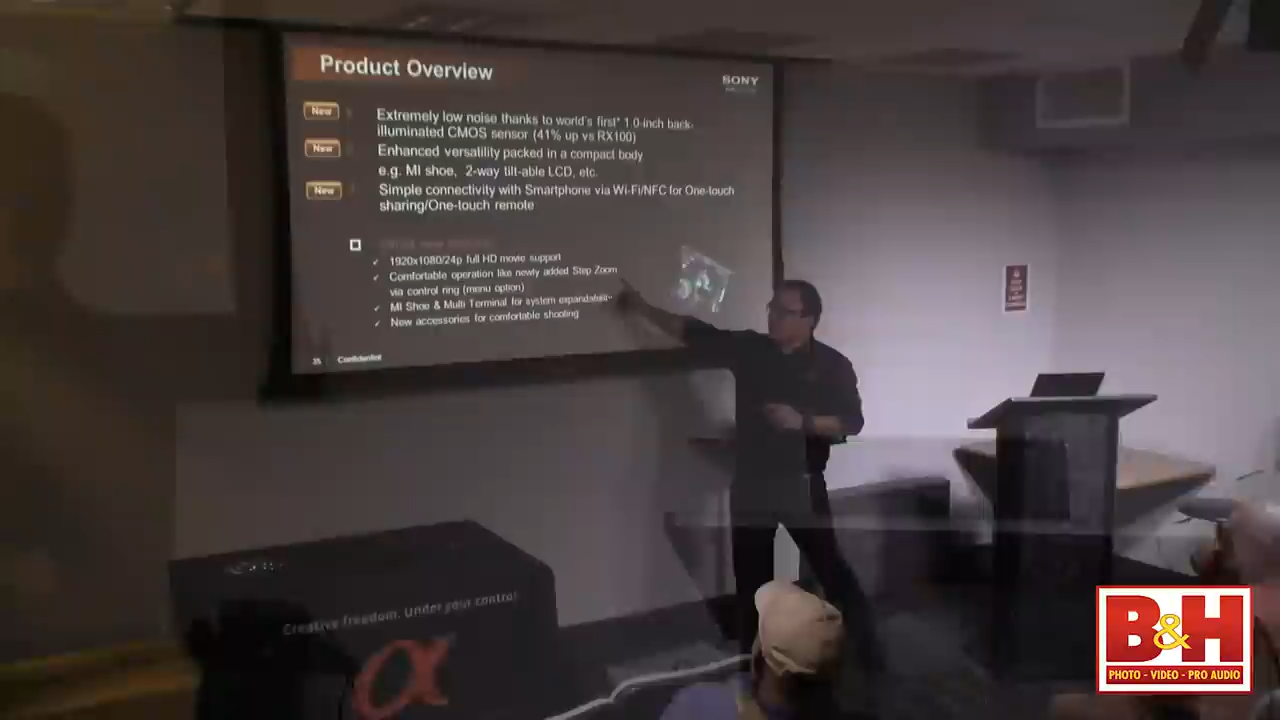 Product Overview
SONY
New
Extremely low noise thanks to world's first* 1.0-inch back-
illuminated CMOS sensor (41% up vs RX100)
New
Enhanced versatility packed in a compact body
e.g. MI shoe, 2-way tilt-able LCD, etc.
New
Simple connectivity with Smartphone via Wi-Fi/NFC for One-touch
sharing/One-touch remote
1920x1080/24p full HD movie support
Comfortable operation like newly added Step Zoom
via control ring (menu option)
MI Shoe & Multi Terminal for system expandability
New accessories for comfortable shooting
35 Confidential
Creative freedom. Under your control
α
B&H
PHOTO - VIDEO - PRO AUDIO